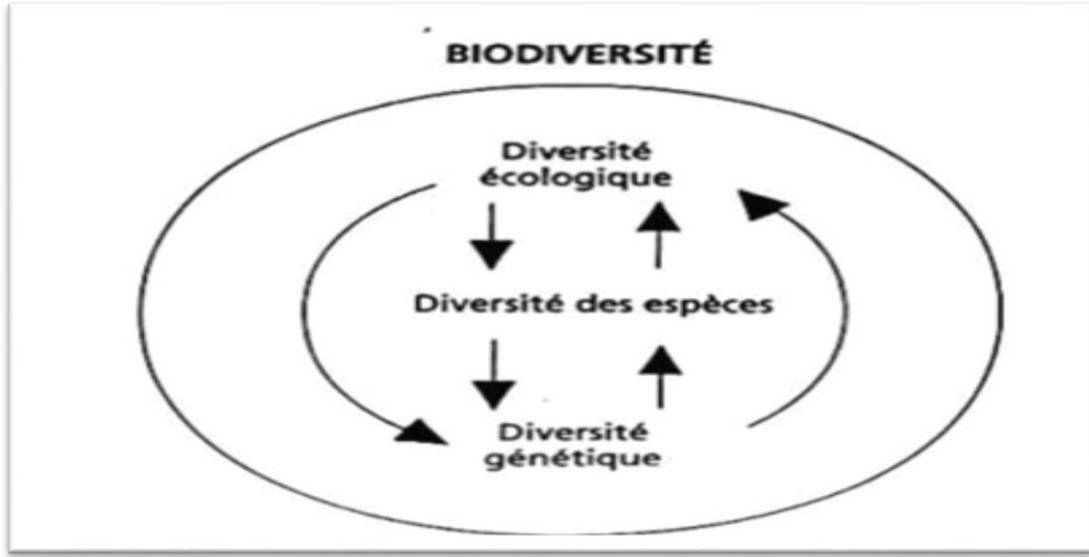 BIODIVERSITÉ
Diversité
écologique
Diversité des espèces
Diversité
génétique